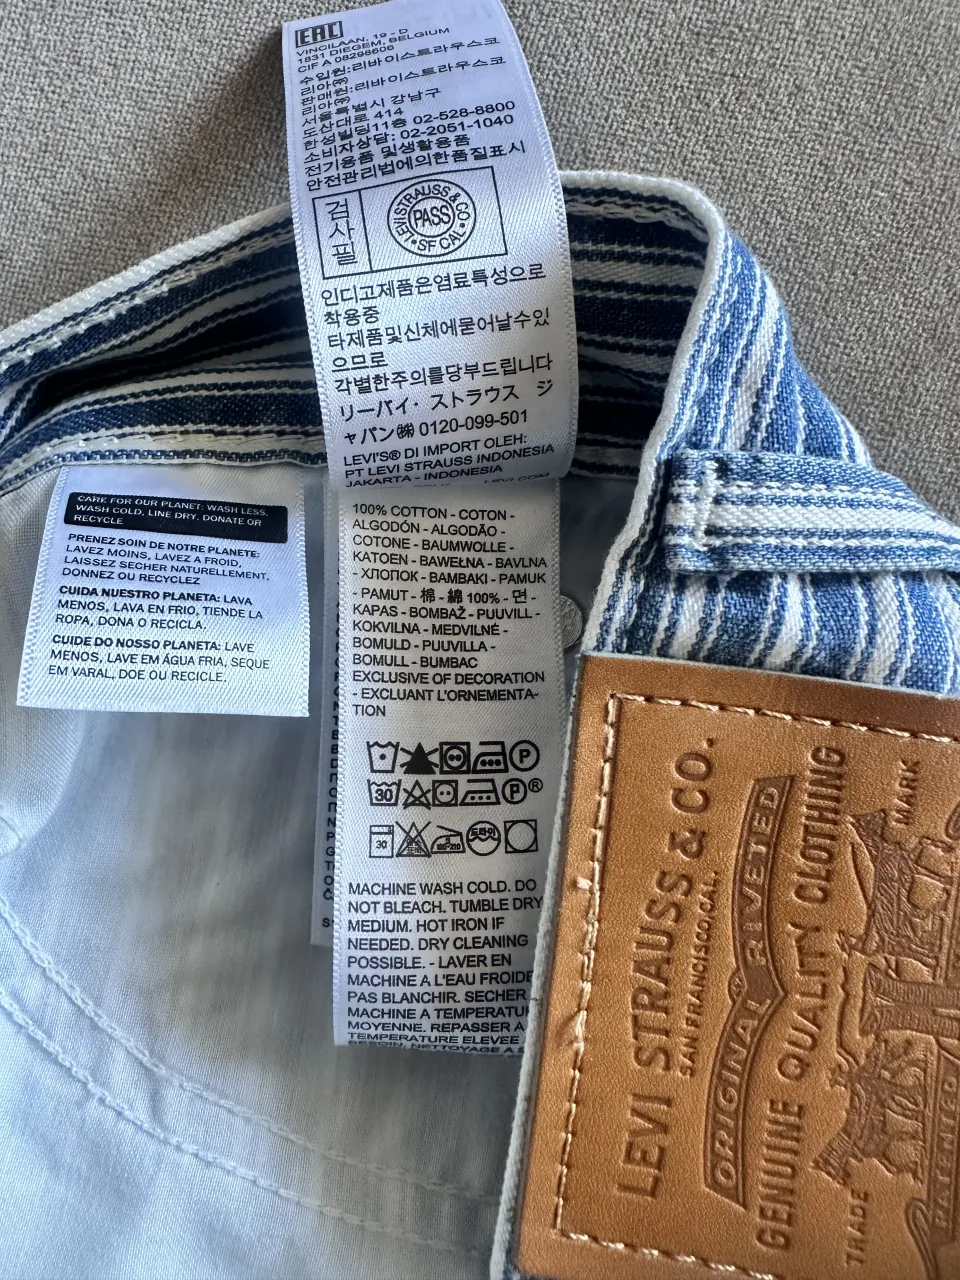 EAC
VINCILAAN, 19 - D
1831 DIEGEM, BELGIUM
CIF A 08298606
수입원:리바이스트라우스코
리아㈜
판매원:리바이스트라우스코
리아㈜
서울특별시 강남구
도산대로 414
한성빌딩11층 02-528-8800
소비자상담: 02-2051-1040
전기용품 및생활용품
안전관리법에의한품질표시
검
사
필
LEVI STRAUSS & CO.
PASS
SF CAL
인디고제품은염료특성으로
착용중
타제품및신체에묻어날수있
으므로
각별한주의를당부드립니다
リーバイ・ストラウス ジ
ャパン㈱ 0120-099-501
LEVI'S® DI IMPORT OLEH:
PT LEVI STRAUSS INDONESIA
JAKARTA - INDONESIA
CARE FOR OUR PLANET: WASH LESS,
WASH COLD, LINE DRY. DONATE OR
RECYCLE
PRENEZ SOIN DE NOTRE PLANETE:
LAVEZ MOINS, LAVEZ A FROID,
LAISSEZ SECHER NATURELLEMENT,
DONNEZ OU RECYCLEZ
CUIDA NUESTRO PLANETA: LAVA
MENOS, LAVA EN FRIO, TIENDE LA
ROPA, DONA O RECICLA.
CUIDE DO NOSSO PLANETA: LAVE
MENOS, LAVE EM ÁGUA FRIA, SEQUE
EM VARAL, DOE OU RECICLE.
100% COTTON - COTON -
ALGODÓN - ALGODÃO -
COTONE - BAUMWOLLE -
KATOEN - BAWEŁNA - BAVLNA
- ХЛОПОК - BAMBAKI - PAMUK
- PAMUT - 棉 - 綿 100% - 면 -
KAPAS - BOMBAŽ - PUUVILL -
KOKVILNA - MEDVILNĖ -
BOMULD - PUUVILLA -
BOMULL - BUMBAC
EXCLUSIVE OF DECORATION
- EXCLUANT L'ORNEMENTA-
TION
P
30 P®
30 드라이
MACHINE WASH COLD. DO
NOT BLEACH. TUMBLE DRY
MEDIUM. HOT IRON IF
NEEDED. DRY CLEANING
POSSIBLE. - LAVER EN
MACHINE A L'EAU FROIDE
PAS BLANCHIR. SECHER
MACHINE A TEMPERATU
MOYENNE. REPASSER A
TEMPERATURE ELEVEE
BESOIN, NETTOYAGE A
LEVI STRAUSS & CO.
SAN FRANCISCO, CAL.
ORIGINAL RIVETED
GENUINE QUALITY CLOTHING
TRADE MARK